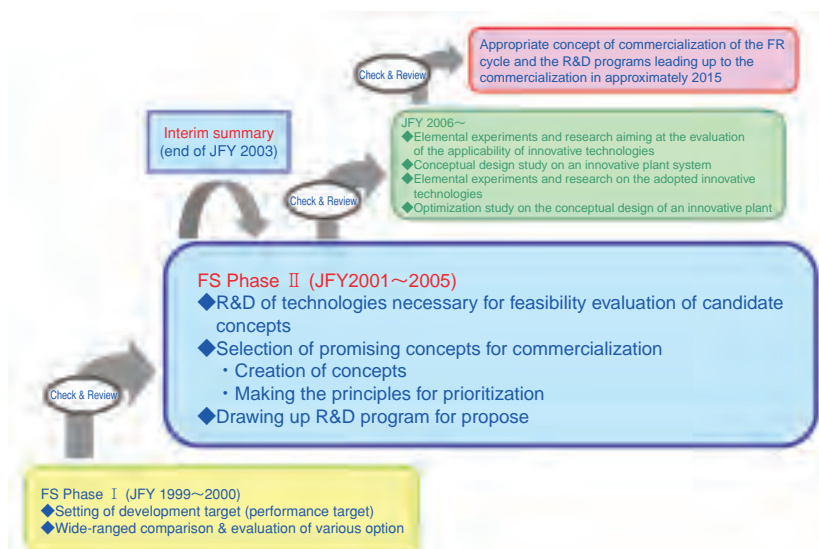 Appropriate concept of commercialization of the FR
cycle and the R&D programs leading up to the
commercialization in approximately 2015
Check & Review
JFY 2006～
◆Elemental experiments and research aiming at the evaluation
of the applicability of innovative technologies
◆Conceptual design study on an innovative plant system
◆Elemental experiments and research on the adopted innovative
technologies
◆Optimization study on the conceptual design of an innovative plant
Interim summary
(end of JFY 2003)
Check & Review
FS Phase Ⅱ (JFY2001～2005)
◆R&D of technologies necessary for feasibility evaluation of candidate
concepts
◆Selection of promising concepts for commercialization
・Creation of concepts
・Making the principles for prioritization
◆Drawing up R&D program for propose
Check & Review
FS Phase Ⅰ (JFY 1999～2000)
◆Setting of development target (performance target)
◆Wide-ranged comparison & evaluation of various option